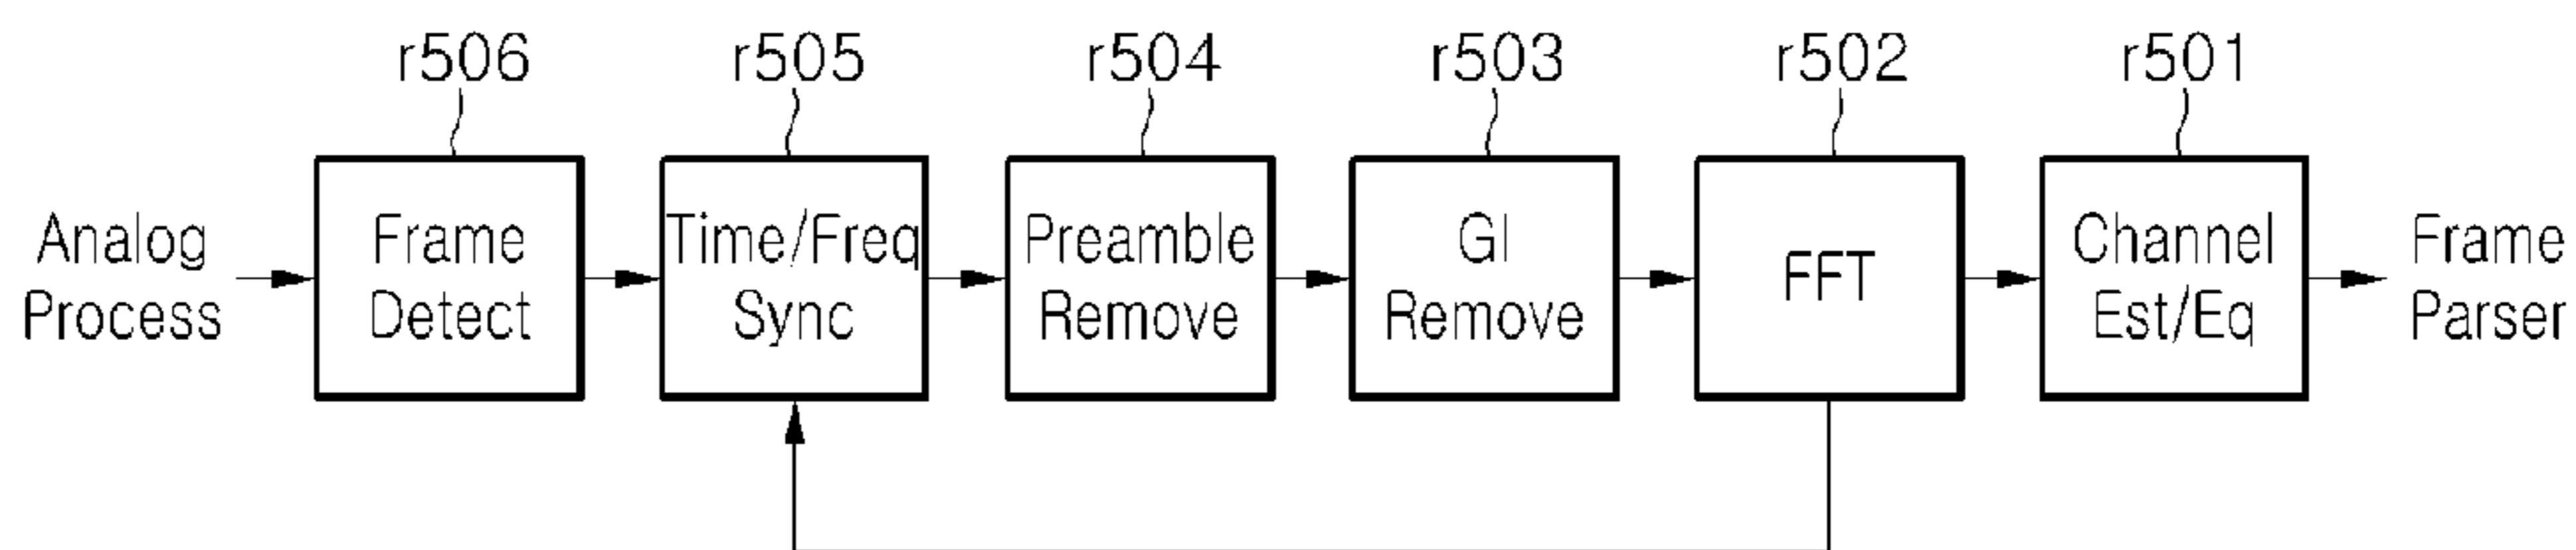 r506
r505
r504
r503
r502
r501
Analog
Process
Frame
Detect
Time/Freq
Sync
Preamble
Remove
GI
Remove
FFT
Channel
Est/Eq
Frame
Parser